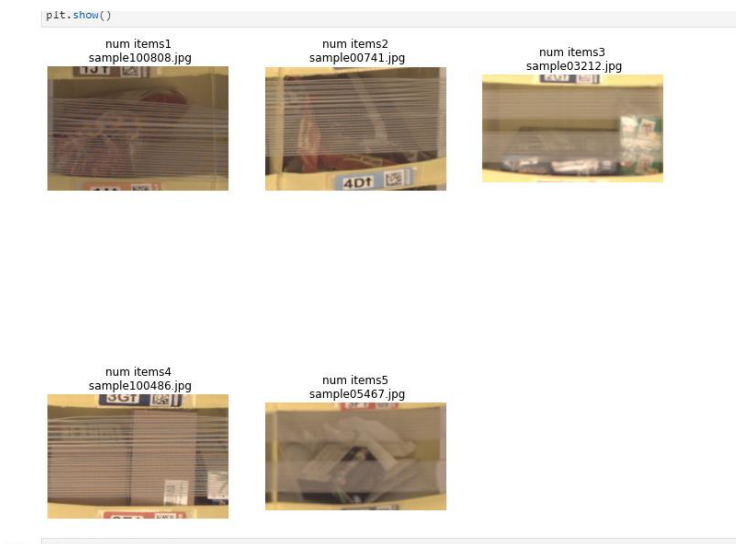 plt.show()
num items1
sample100808.jpg
num items2
sample00741.jpg
num items3
sample03212.jpg
4D↑
num items4
sample100486.jpg
num items5
sample05467.jpg
3G↑